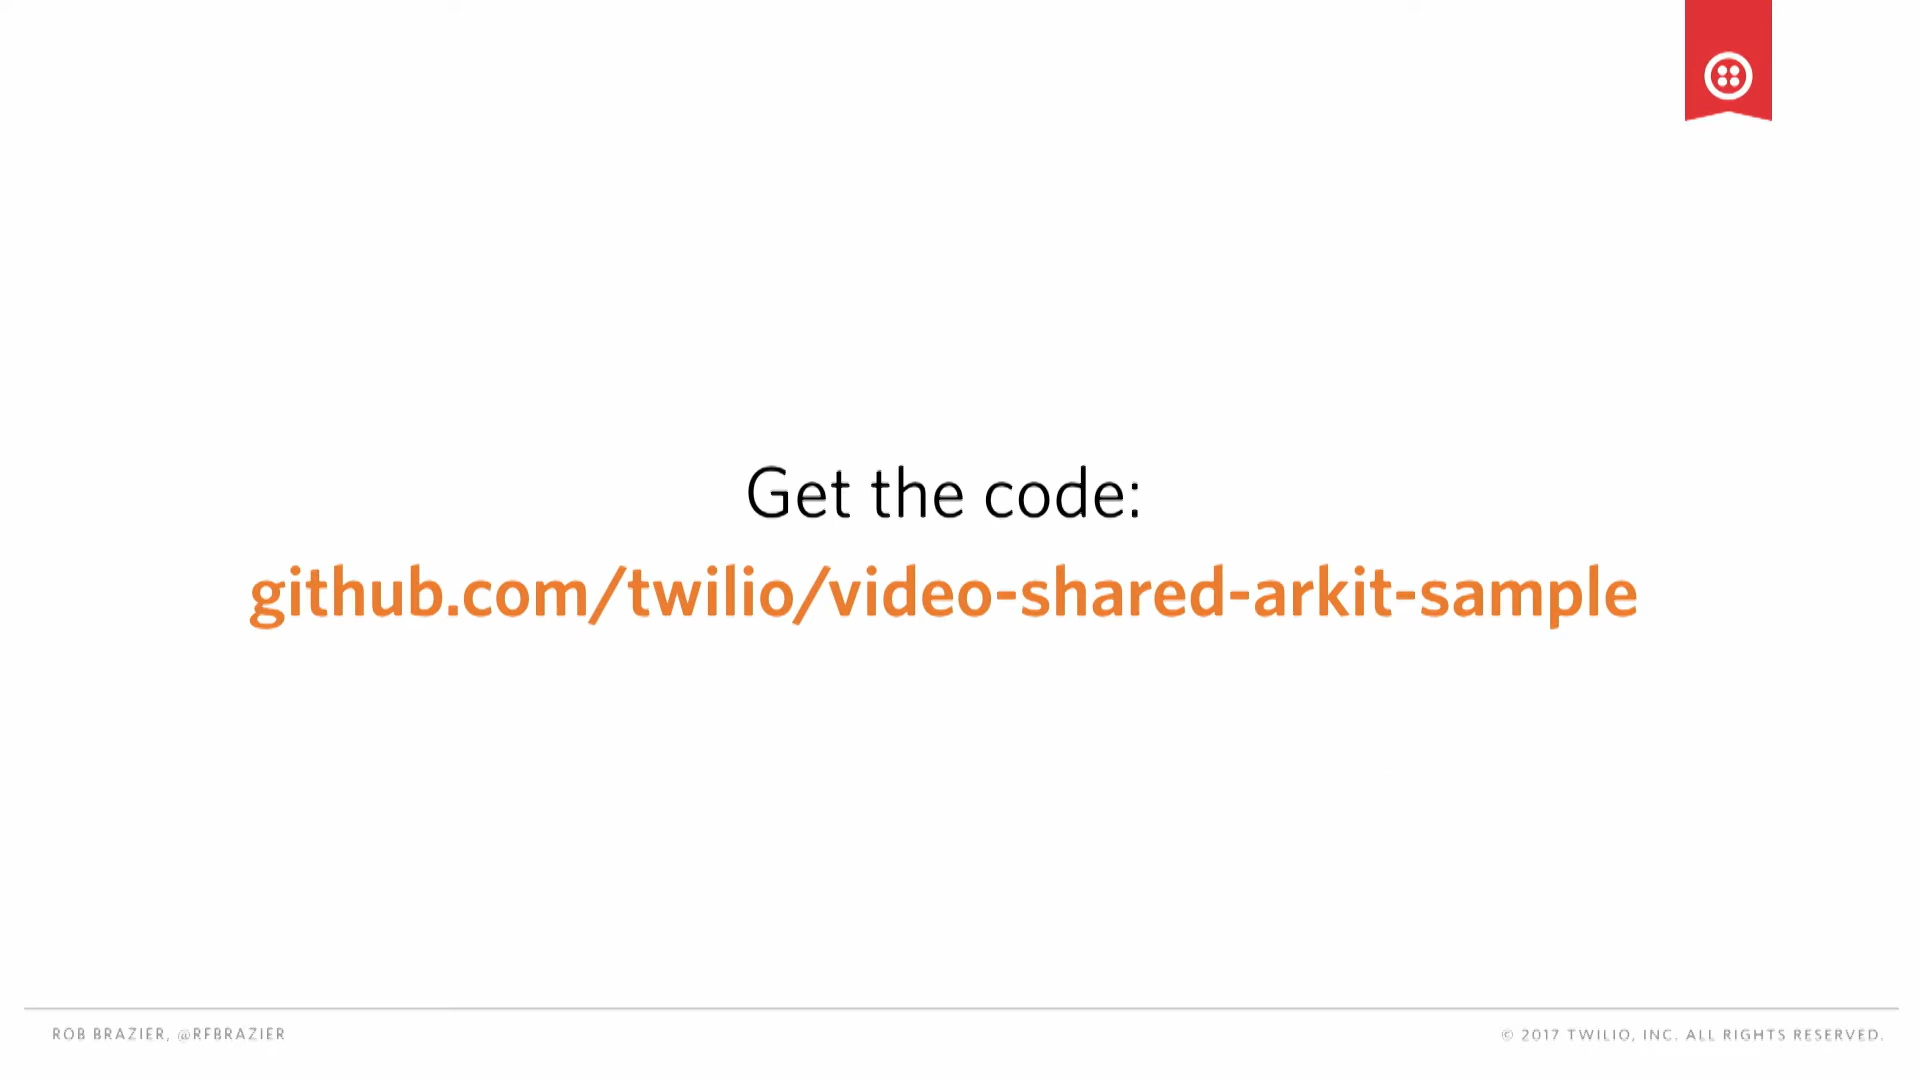 Get the code:
github.com/twilio/video-shared-arkit-sample
ROB BRAZIER, @RFBRAZIER
© 2017 TWILIO, INC. ALL RIGHTS RESERVED.